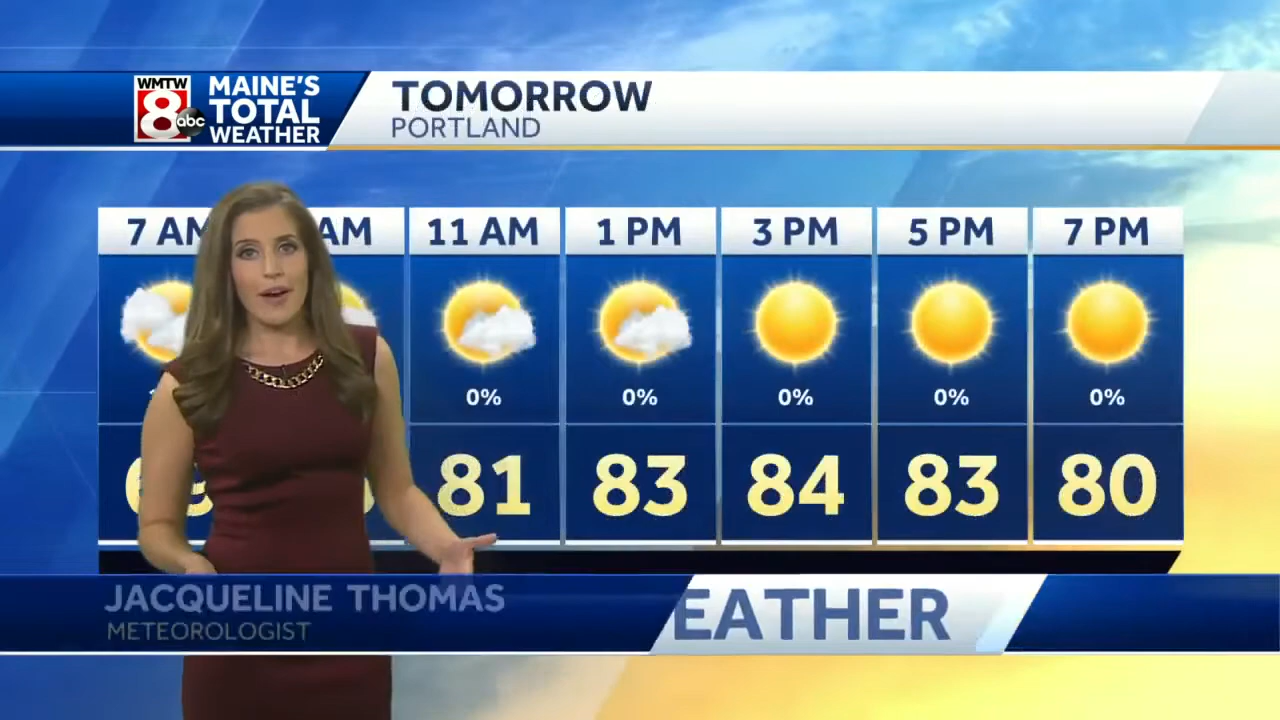 WMTW
8
abc
MAINE'S
TOTAL
WEATHER
TOMORROW
PORTLAND
7 AM
AM
11 AM
1 PM
3 PM
5 PM
7 PM
0%
0%
0%
0%
0%
81
83
84
83
80
JACQUELINE THOMAS
METEOROLOGIST
EATHER